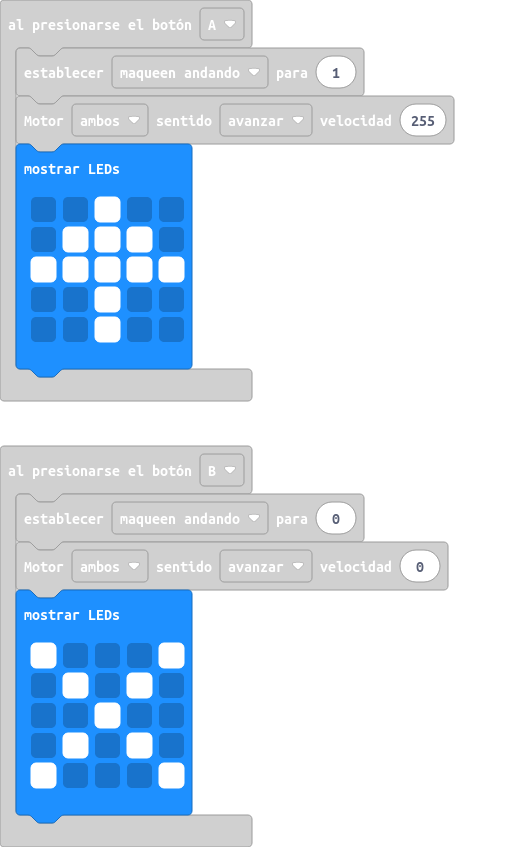 al presionarse el botón A
establecer maqueen andando para 1
Motor ambos sentido avanzar velocidad 255
mostrar LEDs
al presionarse el botón B
establecer maqueen andando para 0
Motor ambos sentido avanzar velocidad 0
mostrar LEDs